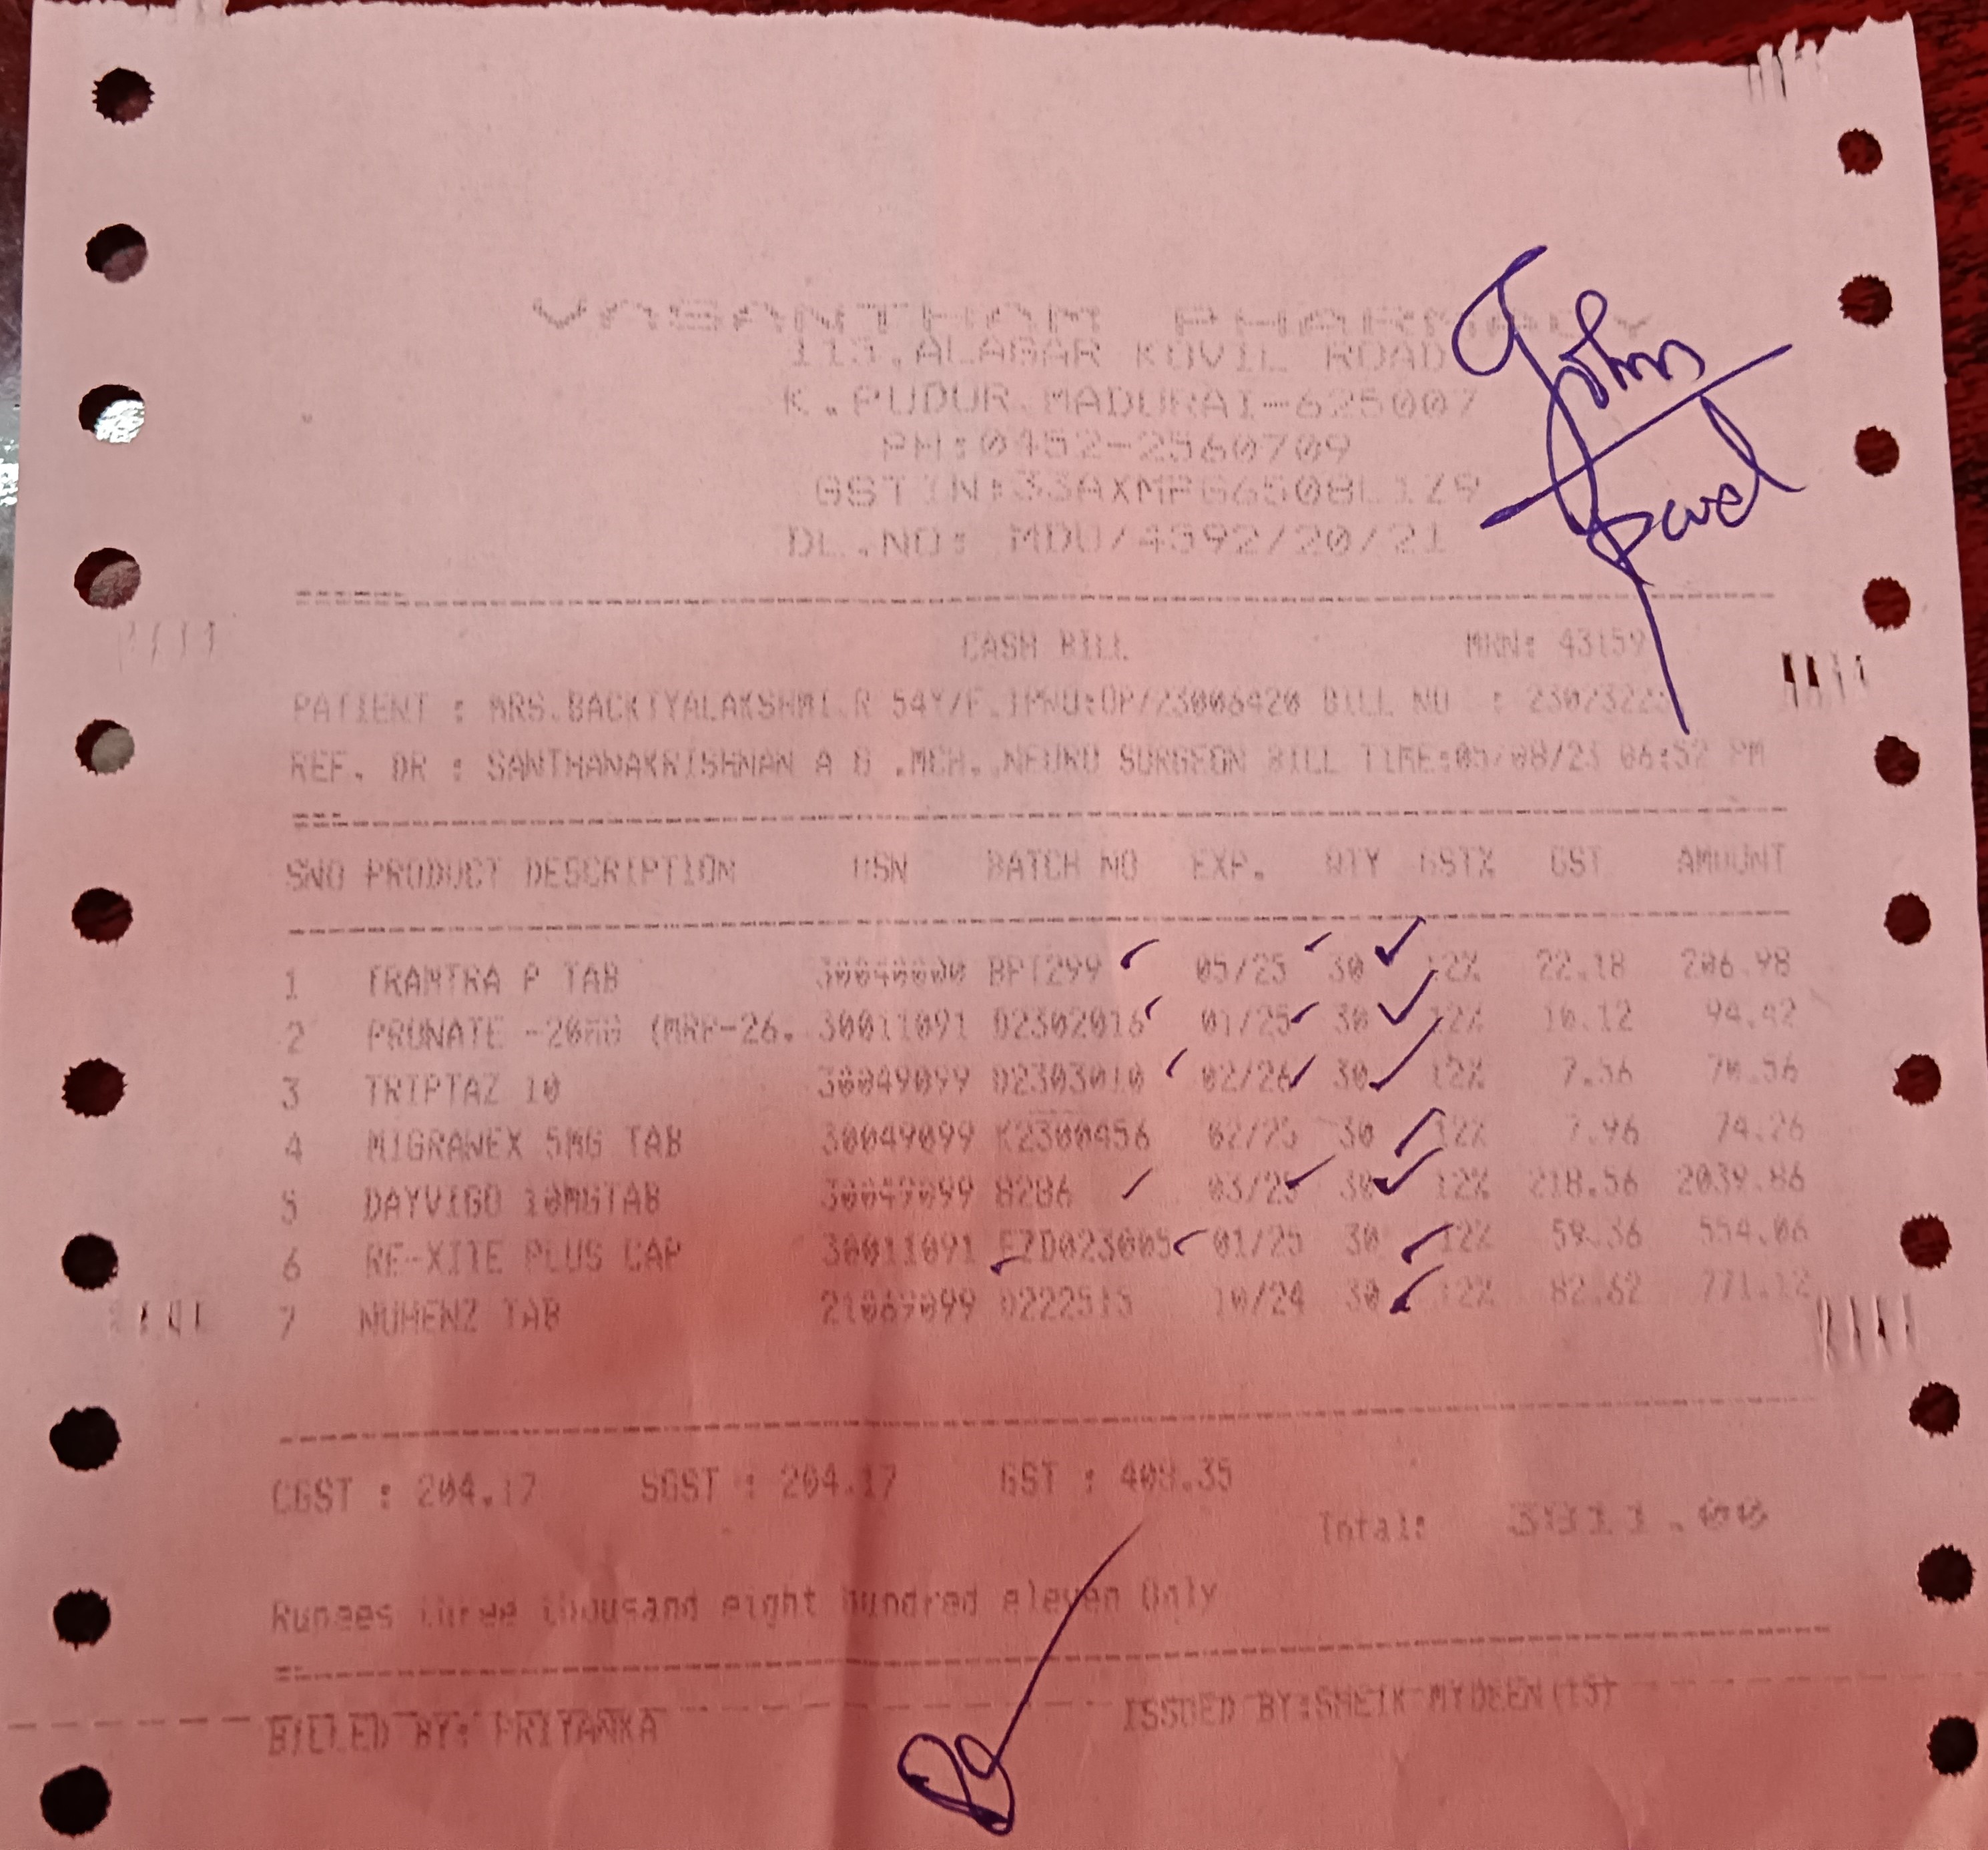 VASANTHAM PHARMACY
113,ALAGAR KOVIL ROAD
K.PUDUR.MADURAI-625007
PH:0452-2560709
GSTIN:33AXMPG6508L1Z9
DL.NO: MDU/4392/20/21
John
paul
CASH BILL MRN: 43159
PATIENT : MRS.BACKIYALAKSHMI.R 54Y/F.IPNO:OP/23006420 BILL NO :
REF. DR : SANTHANAKRISHNAN A B .MCH.,NEURO SURGEON BILL TIME:05/08/23 06:52 PM
SNO PRODUCT DESCRIPTION HSN BATCH NO EXP. QTY GST% GST AMOUNT
1 TRAMTRA P TAB 30040000 BPT299 05/25 30 12% 22.18 206.98
2 PRUNATE -20MG (MRP-26. 30011091 D2302016 01/25 30 12% 10.12 94.42
3 TRIPTAZ 10 30049099 D2303010 02/26 30 12% 7.56 70.56
4 MIGRAWEX 5MG TAB 30049099 K2300456 02/25 30 12% 7.96 74.26
5 DAYVIGO 10MGTAB 30049099 8286 03/25 30 12% 218.56 2039.86
6 RE-XITE PLUS CAP 30011091 EZD023005 01/25 30 12% 59.36 554.06
7 NUHENZ TAB 21069099 D222515 10/24 30 12% 82.62 771.12
CGST : 204.17 SGST : 204.17 GST : 408.35
Total: 3811.00
Rupees three thousand eight hundred eleven Only
BILLED BY: PRIYANKA ISSUED BY:SHEIK MYDEEN(15)